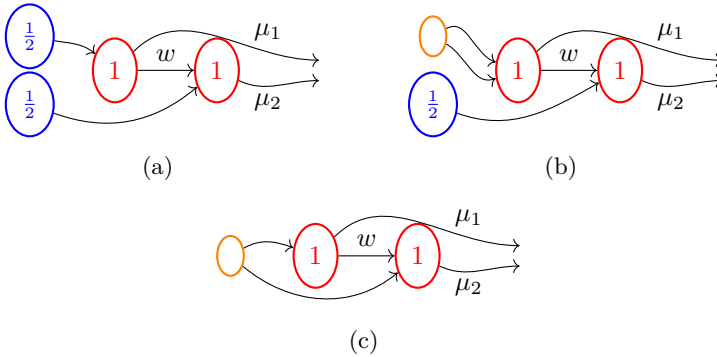 ½ 1 w 1 μ₁
½ μ₂
(a)
1 w 1 μ₁
½ μ₂
(b)
1 w 1 μ₁
μ₂
(c)